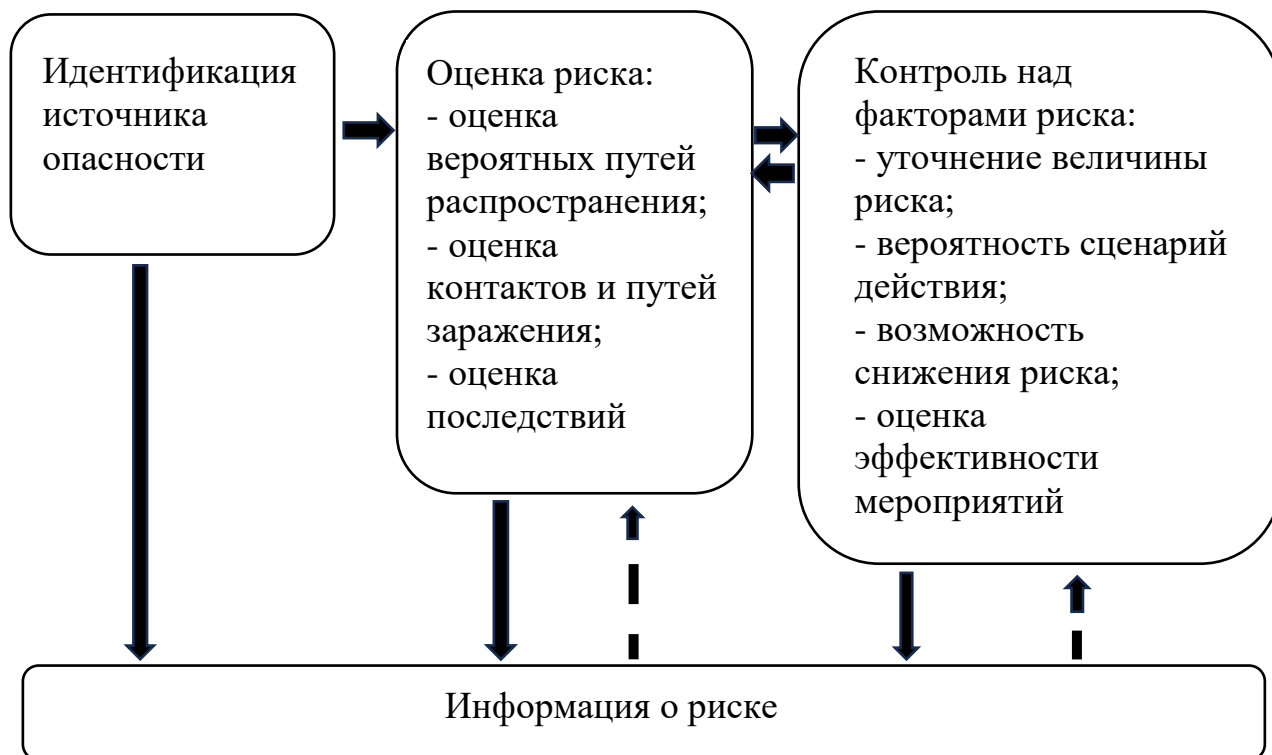 Идентификация
источника
опасности
Оценка риска:
- оценка
вероятных путей
распространения;
- оценка
контактов и путей
заражения;
- оценка
последствий
Контроль над
факторами риска:
- уточнение величины
риска;
- вероятность сценарий
действия;
- возможность
снижения риска;
- оценка
эффективности
мероприятий
Информация о риске